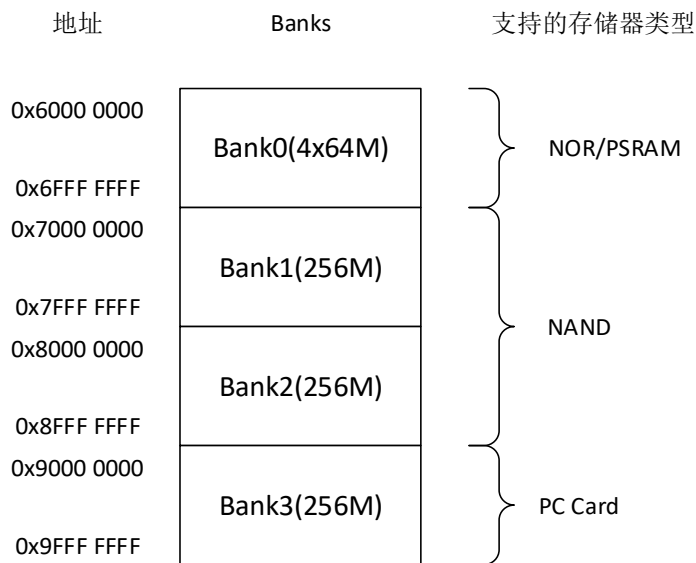 地址 Banks 支持的存储器类型
0x6000 0000
Bank0(4x64M) NOR/PSRAM
0x6FFF FFFF
0x7000 0000
Bank1(256M)
0x7FFF FFFF
NAND
0x8000 0000
Bank2(256M)
0x8FFF FFFF
0x9000 0000
Bank3(256M) PC Card
0x9FFF FFFF